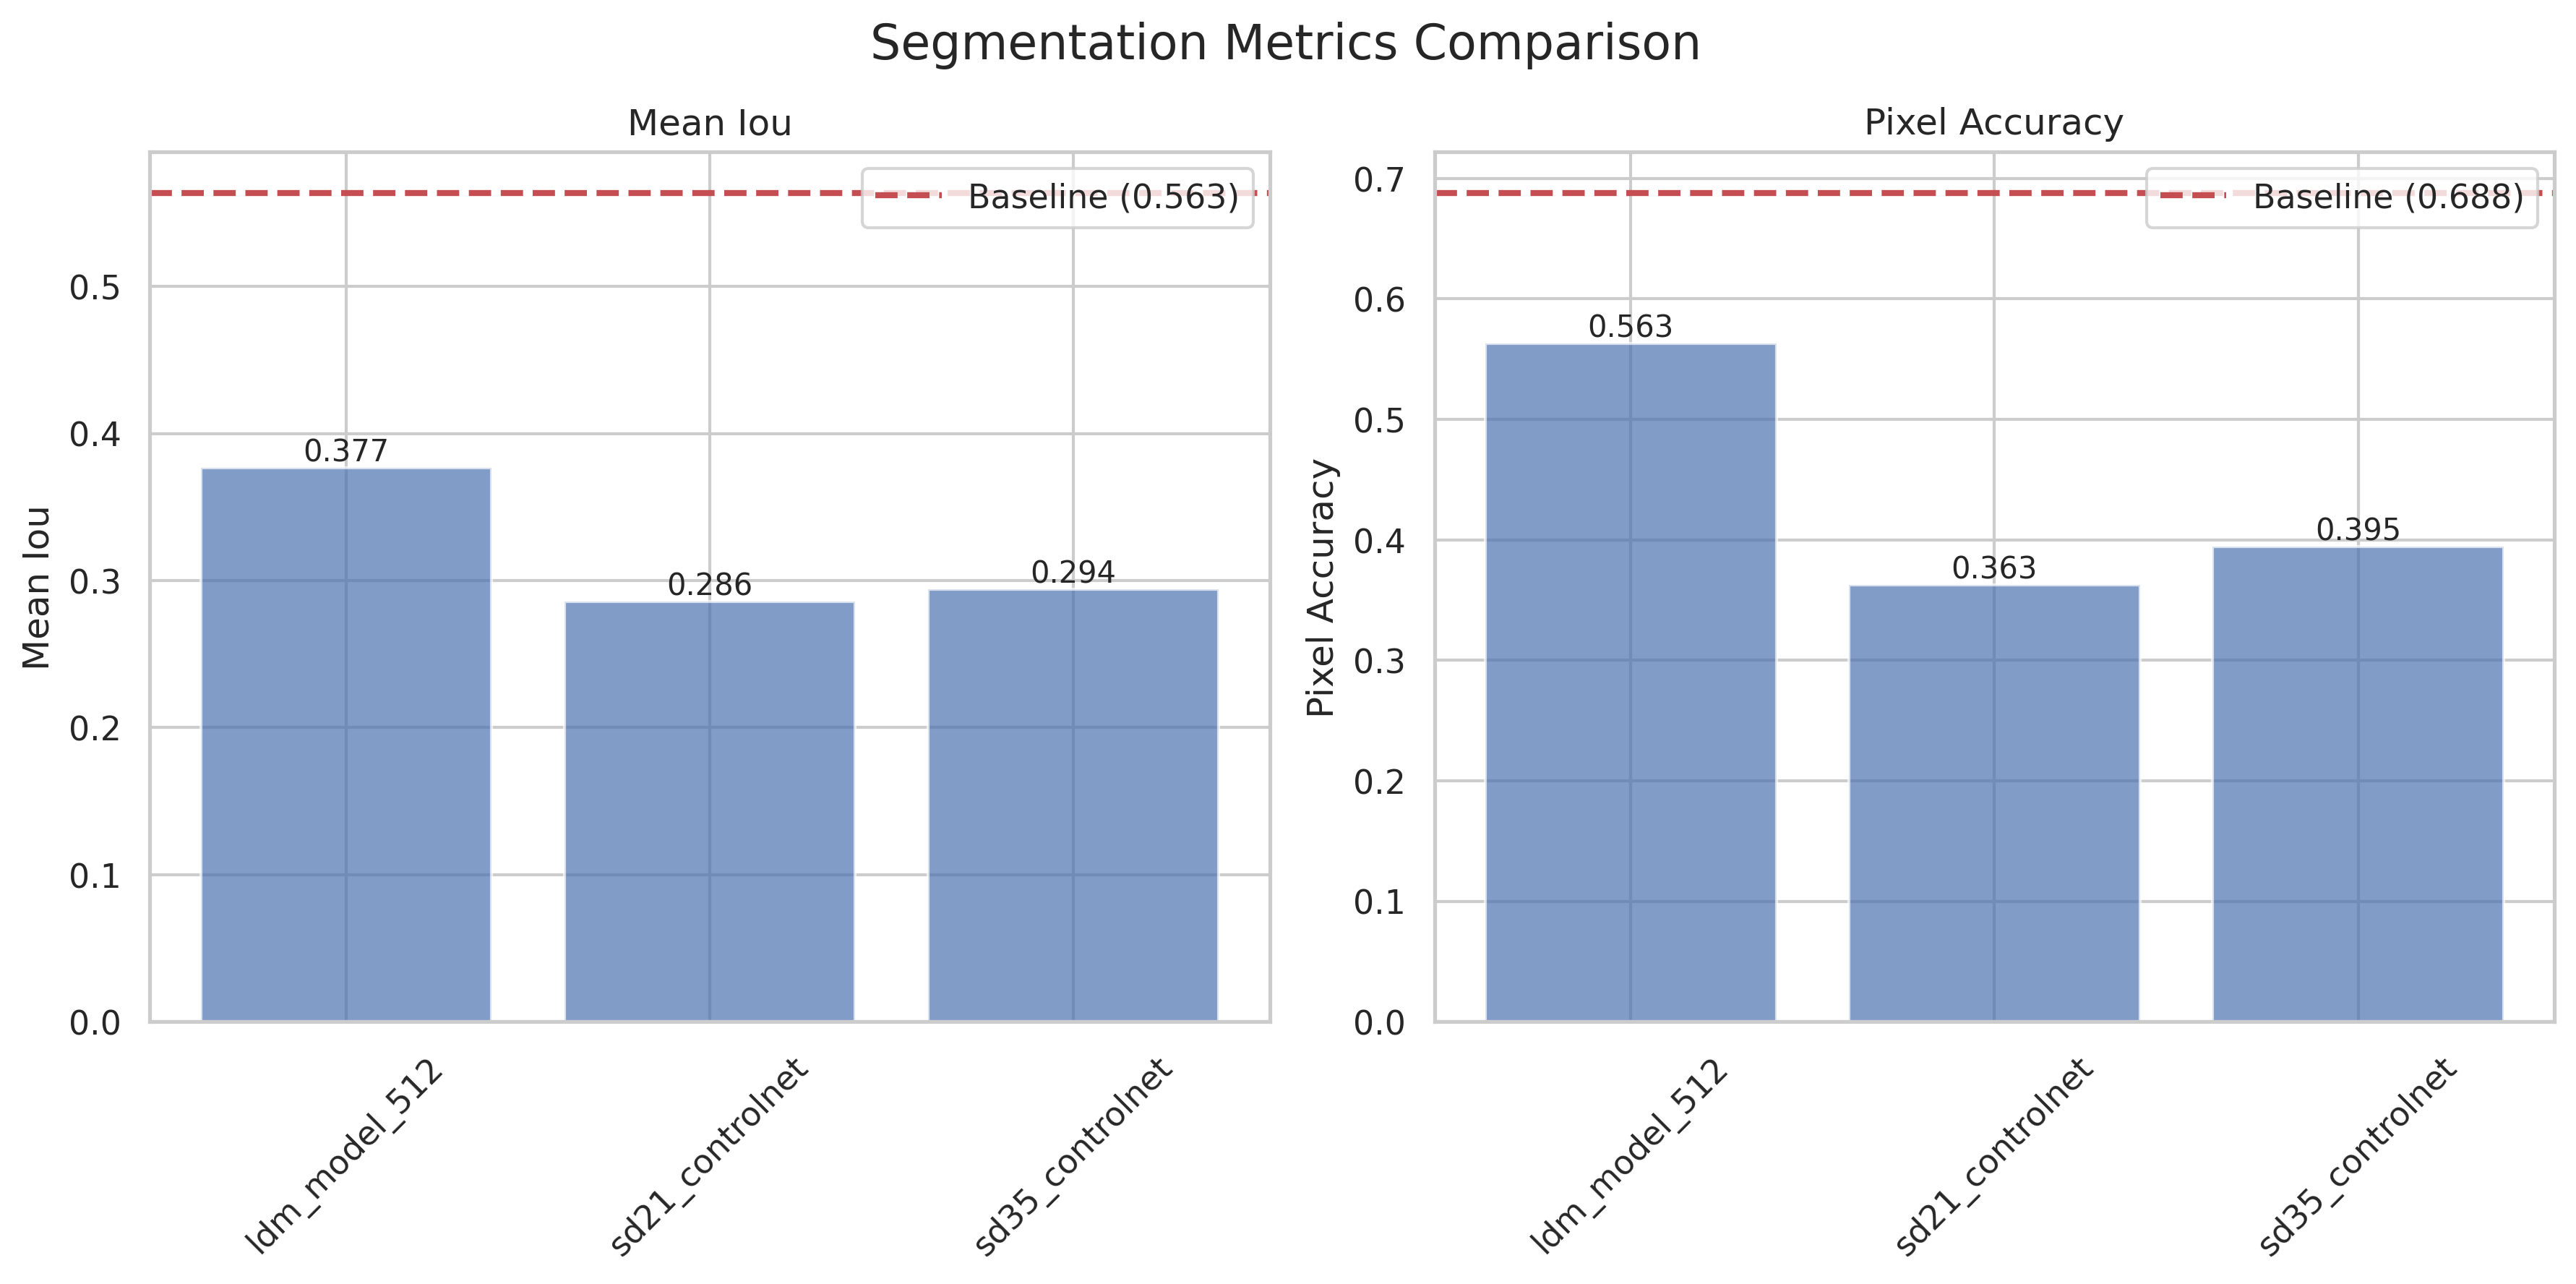 Segmentation Metrics Comparison
Mean Iou
Baseline (0.563)
Mean Iou
0.5
0.4
0.3
0.2
0.1
0.0
0.377
0.286
0.294
ldm_model_512
sd21_controlnet
sd35_controlnet
Pixel Accuracy
Baseline (0.688)
Pixel Accuracy
0.7
0.6
0.5
0.4
0.3
0.2
0.1
0.0
0.563
0.363
0.395
ldm_model_512
sd21_controlnet
sd35_controlnet